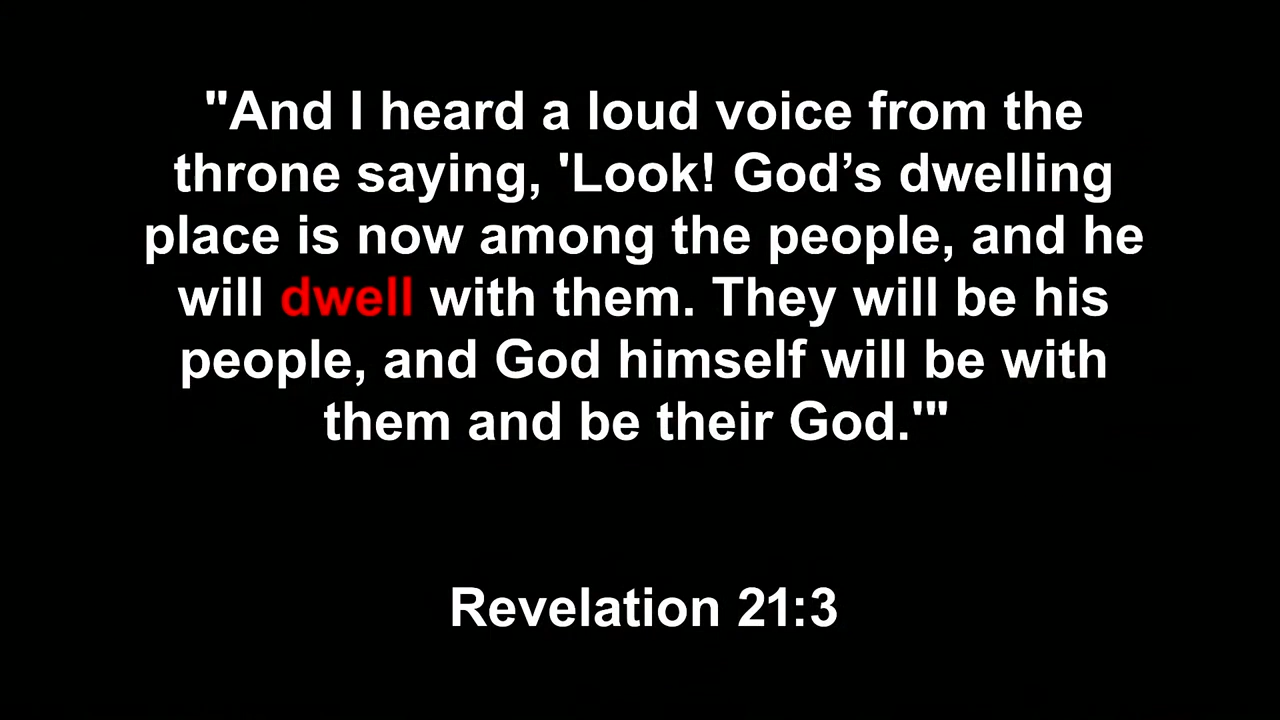 "And I heard a loud voice from the
throne saying, 'Look! God’s dwelling
place is now among the people, and he
will dwell with them. They will be his
people, and God himself will be with
them and be their God.'"
Revelation 21:3